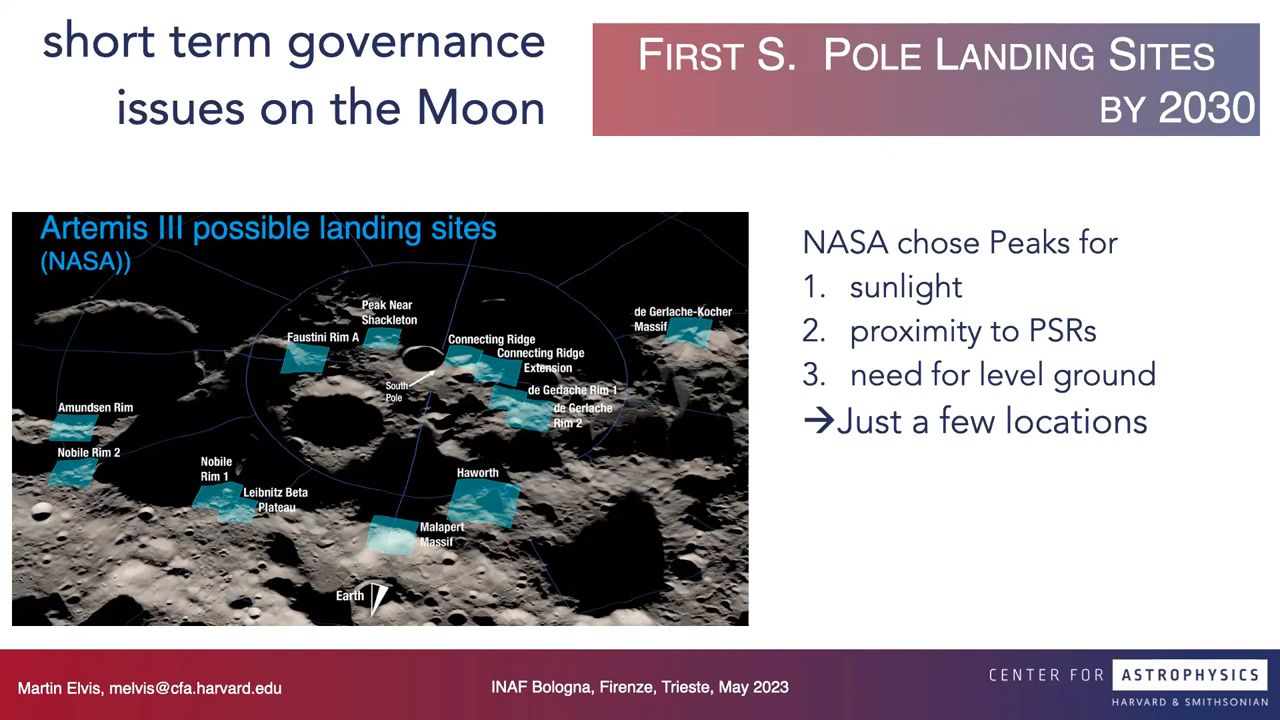 short term governance
issues on the Moon
FIRST S. POLE LANDING SITES
BY 2030
Artemis III possible landing sites
(NASA))
Peak Near
Shackleton
Faustini Rim A
Connecting Ridge
Connecting Ridge
Extension
de Gerlache-Kocher
Massif
South
Pole
de Gerlache Rim 1
de Gerlache
Rim 2
Amundsen Rim
Nobile Rim 2
Nobile
Rim 1
Leibnitz Beta
Plateau
Haworth
Malapert
Massif
Earth
NASA chose Peaks for
1. sunlight
2. proximity to PSRs
3. need for level ground
→Just a few locations
Martin Elvis, melvis@cfa.harvard.edu
INAF Bologna, Firenze, Trieste, May 2023
CENTER FOR ASTROPHYSICS
HARVARD & SMITHSONIAN